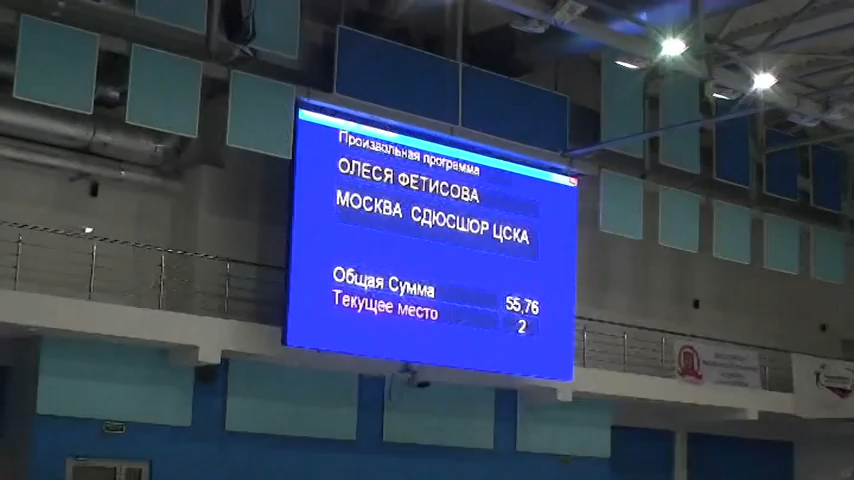 Произвольная программа
ОЛЕСЯ ФЕТИСОВА
МОСКВА СДЮСШОР ЦСКА
Общая Сумма 55,76
Текущее место 2